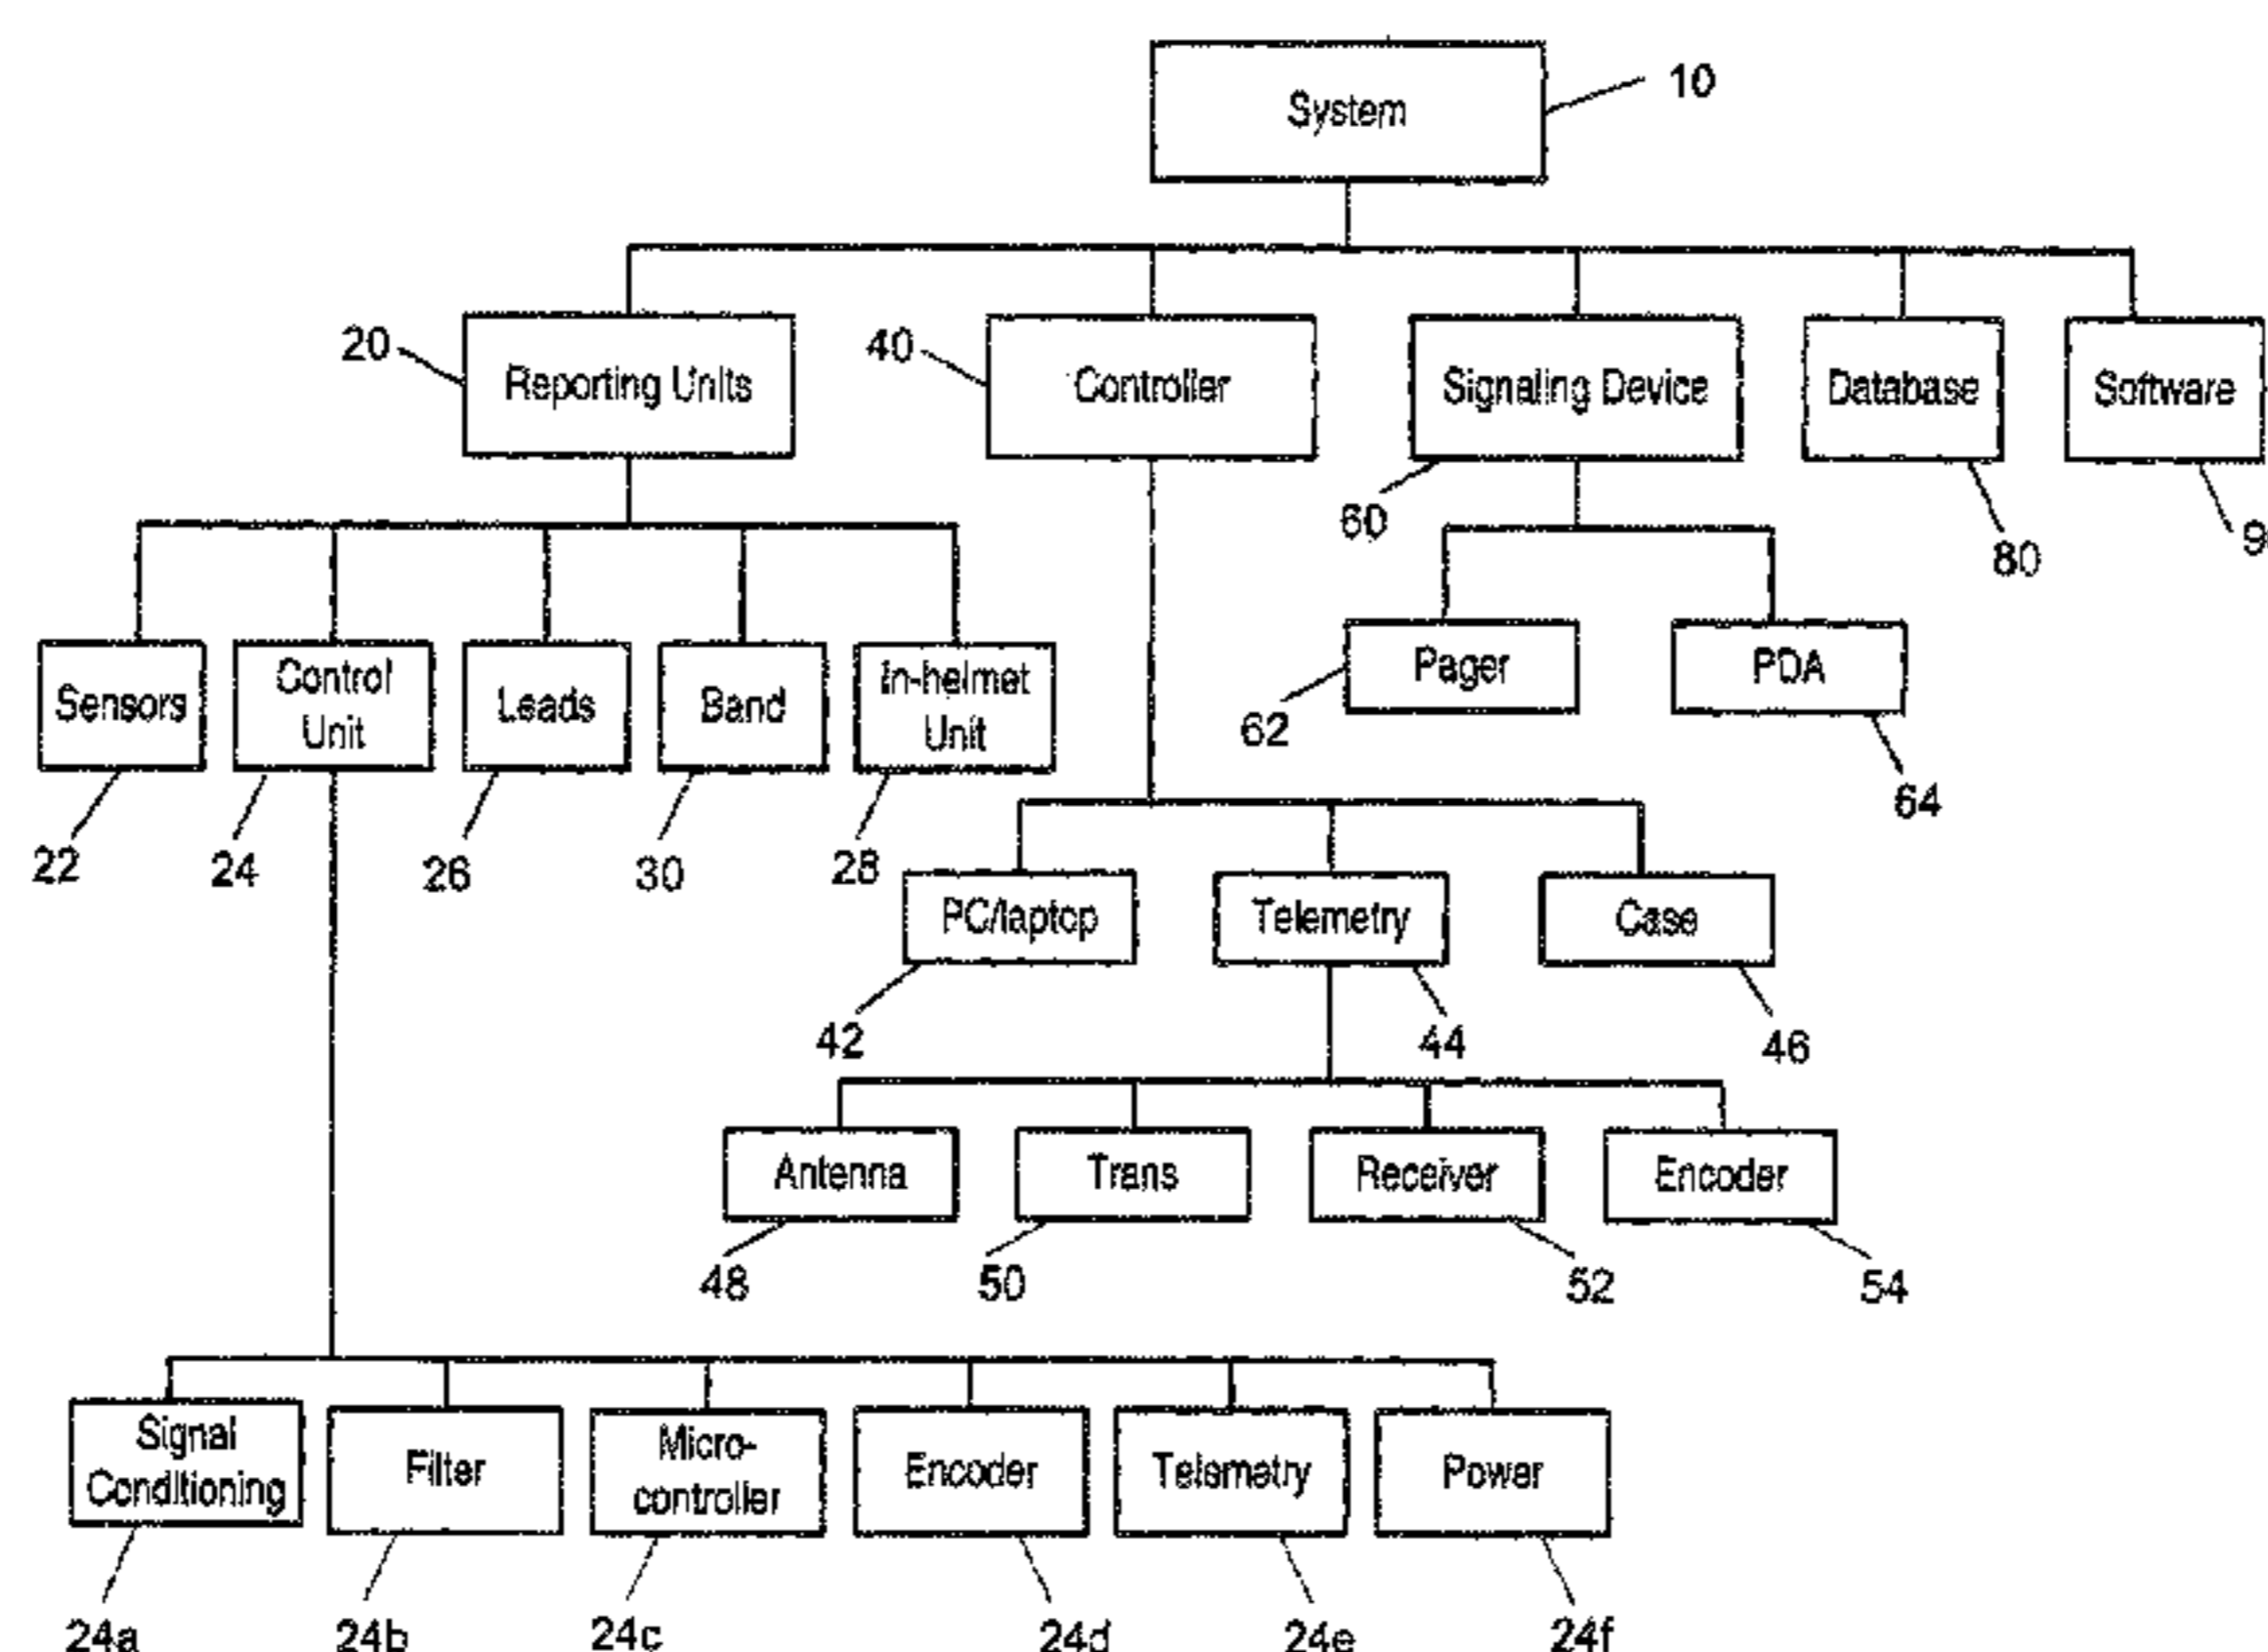 System
10
20
Reporting Units
40
Controller
Signaling Device
Database
Software
60
80
9
Sensors
Control
Unit
Leads
Band
In-helmet
Unit
Pager
PDA
62
64
22
24
26
30
28
PC/laptop
Telemetry
Case
42
44
46
Antenna
Trans
Receiver
Encoder
48
50
52
54
Signal
Conditioning
Filter
Micro-
controller
Encoder
Telemetry
Power
24a
24b
24c
24d
24e
24f